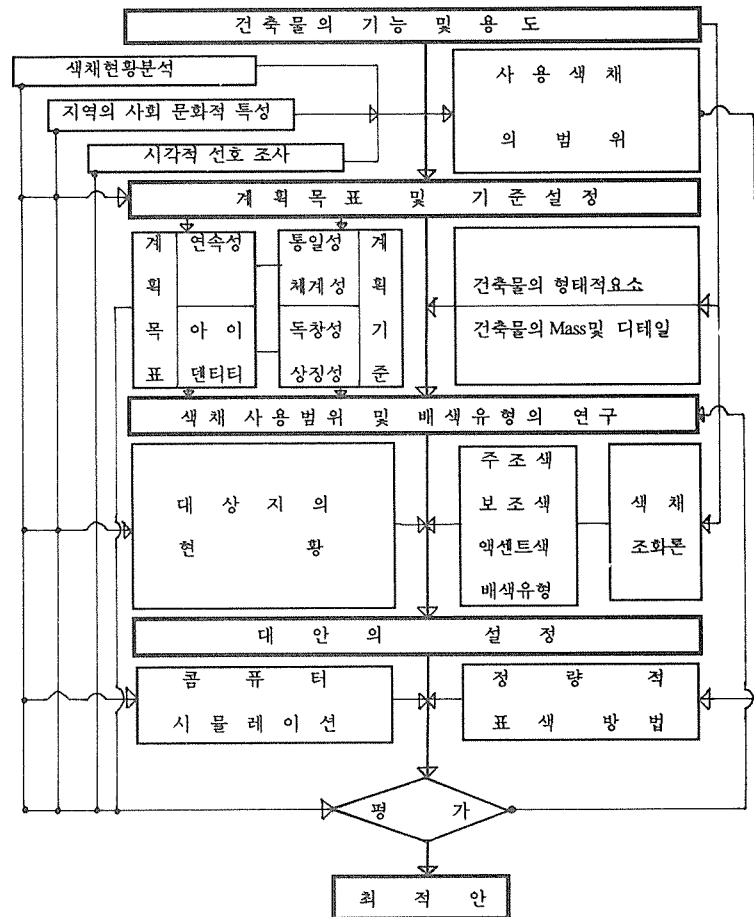 건축물의 기능 및 용도
색채현황분석
지역의 사회 문화적 특성
시각적 선호 조사
사용색채
의 범위
계획목표 및 기준설정
계획목표
연속성
아이
덴티티
통일성
체계성
독창성
상징성
계획기준
건축물의 형태적요소
건축물의 Mass및 디테일
색채 사용범위 및 배색유형의 연구
대상지의
현황
주조색
보조색
액센트색
배색유형
색채
조화론
대안의 설정
콤퓨터
시뮬레이션
정량적
표색 방법
평가
최적안